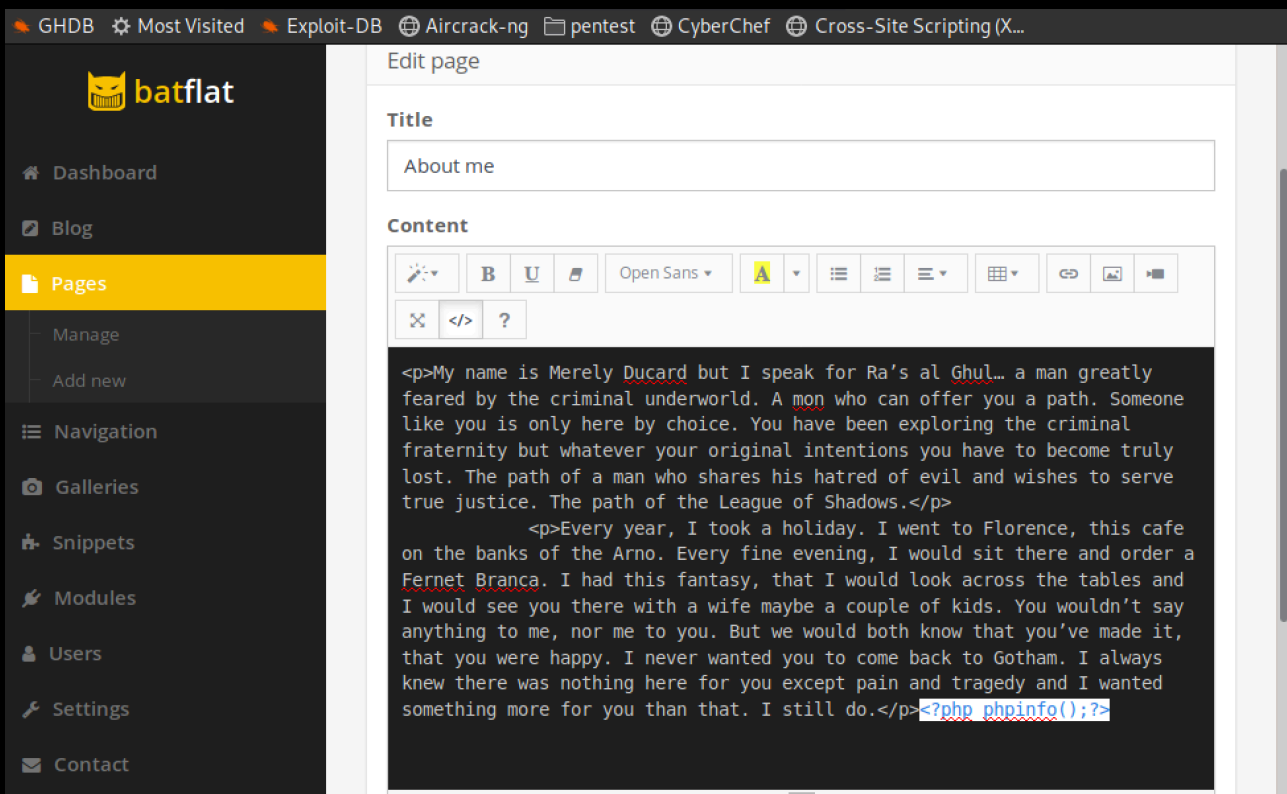 GHDB Most Visited Exploit-DB Aircrack-ng pentest CyberChef Cross-Site Scripting (X...
batflat
Dashboard
Blog
Pages
Manage
Add new
Navigation
Galleries
Snippets
Modules
Users
Settings
Contact
Edit page
Title
About me
Content
B U Open Sans A
</> ?
<p>My name is Merely Ducard but I speak for Ra’s al Ghul… a man greatly
feared by the criminal underworld. A mon who can offer you a path. Someone
like you is only here by choice. You have been exploring the criminal
fraternity but whatever your original intentions you have to become truly
lost. The path of a man who shares his hatred of evil and wishes to serve
true justice. The path of the League of Shadows.</p>
<p>Every year, I took a holiday. I went to Florence, this cafe
on the banks of the Arno. Every fine evening, I would sit there and order a
Fernet Branca. I had this fantasy, that I would look across the tables and
I would see you there with a wife maybe a couple of kids. You wouldn’t say
anything to me, nor me to you. But we would both know that you’ve made it,
that you were happy. I never wanted you to come back to Gotham. I always
knew there was nothing here for you except pain and tragedy and I wanted
something more for you than that. I still do.</p><?php phpinfo();?>